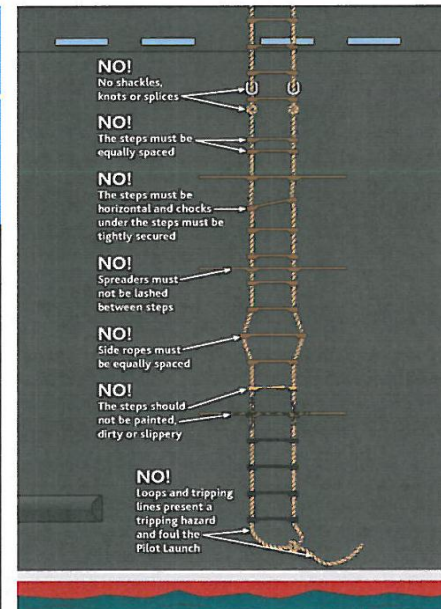 NO!
No shackles,
knots or splices
NO!
The steps must be
equally spaced
NO!
The steps must be
horizontal and chocks
under the steps must be
tightly secured
NO!
Spreaders must
not be lashed
between steps
NO!
Side ropes must
be equally spaced
NO!
The steps should
not be painted,
dirty or slippery
NO!
Loops and tripping
lines present a
tripping hazard
and foul the
Pilot Launch